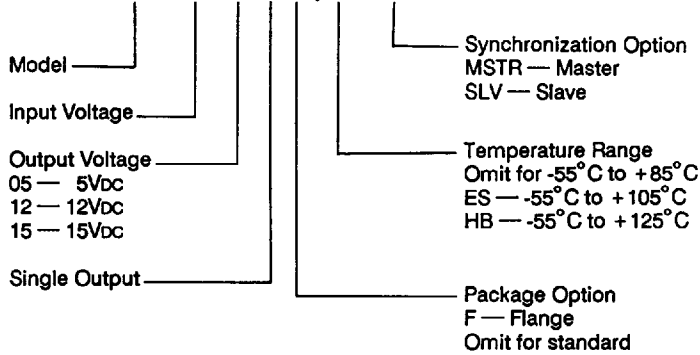 Model
Input Voltage
Output Voltage
05 — 5VDC
12 — 12VDC
15 — 15VDC
Single Output
Synchronization Option
MSTR — Master
SLV — Slave
Temperature Range
Omit for -55°C to +85°C
ES — -55°C to +105°C
HB — -55°C to +125°C
Package Option
F — Flange
Omit for standard